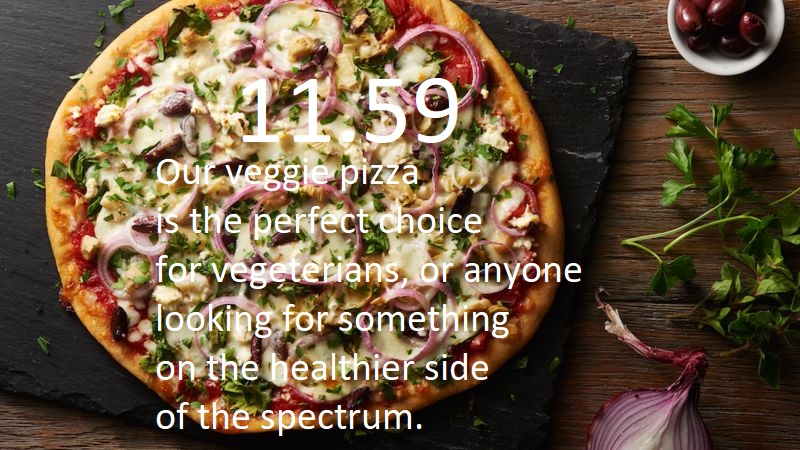 11.59
Our veggie pizza
is the perfect choice
for vegeterians, or anyone
looking for something
on the healthier side
of the spectrum.